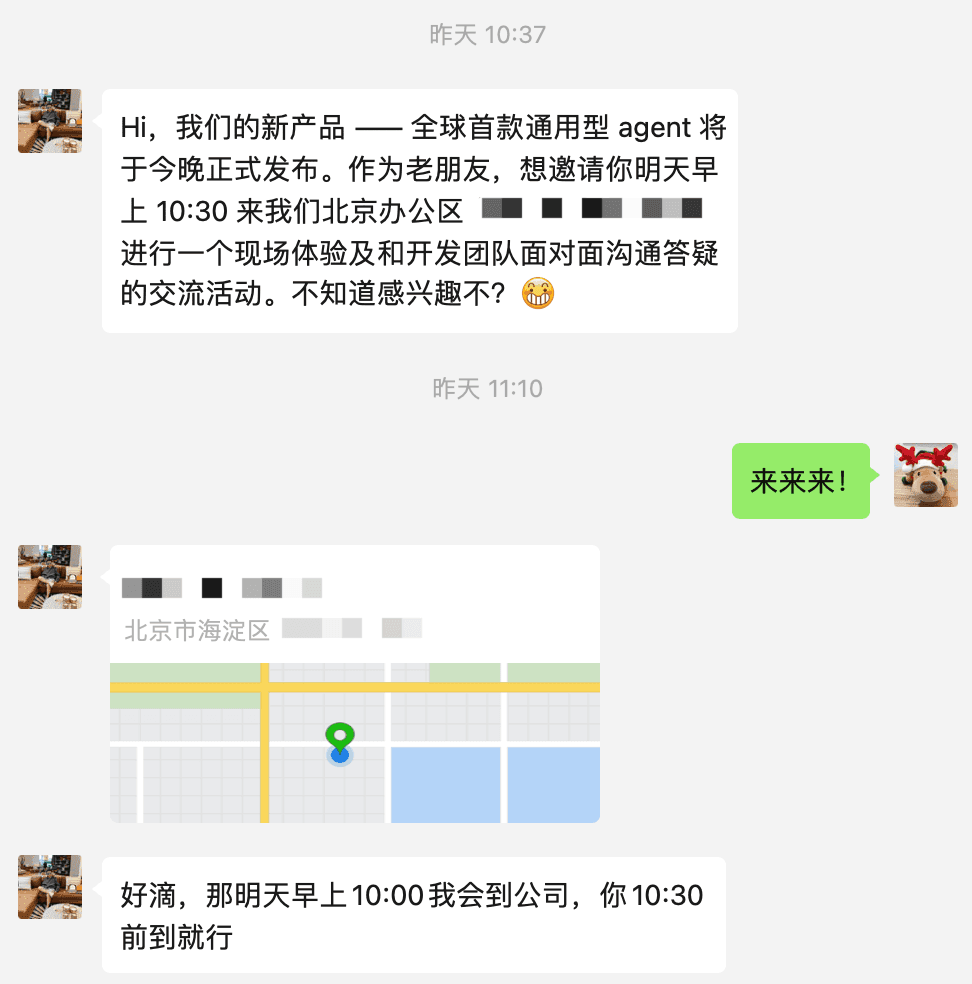 昨天 10:37
Hi，我们的新产品 —— 全球首款通用型 agent 将
于今晚正式发布。作为老朋友，想邀请你明天早
上 10:30 来我们北京办公区
进行一个现场体验及和开发团队面对面沟通答疑
的交流活动。不知道感兴趣不？
昨天 11:10
来来来！
北京市海淀区
好滴，那明天早上10:00我会到公司，你10:30
前到就行